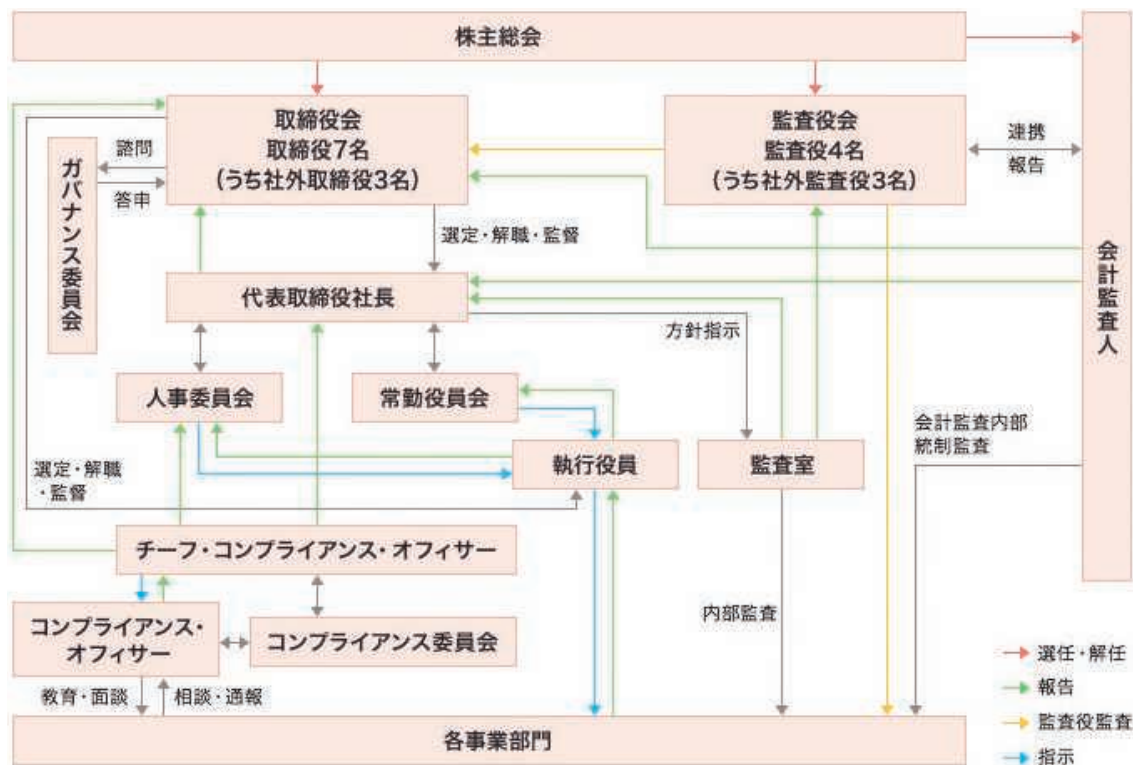 株主総会
取締役会
取締役7名
(うち社外取締役3名)
監査役会
監査役4名
(うち社外監査役3名)
連携
報告
会計監査人
諮問
答申
ガバナンス委員会
選定・解職・監督
代表取締役社長
方針指示
人事委員会
常勤役員会
会計監査内部
統制監査
執行役員
監査室
選定・解職
・監督
チーフ・コンプライアンス・オフィサー
コンプライアンス・
オフィサー
コンプライアンス委員会
内部監査
教育・面談
相談・通報
各事業部門
選任・解任
報告
監査役監査
指示